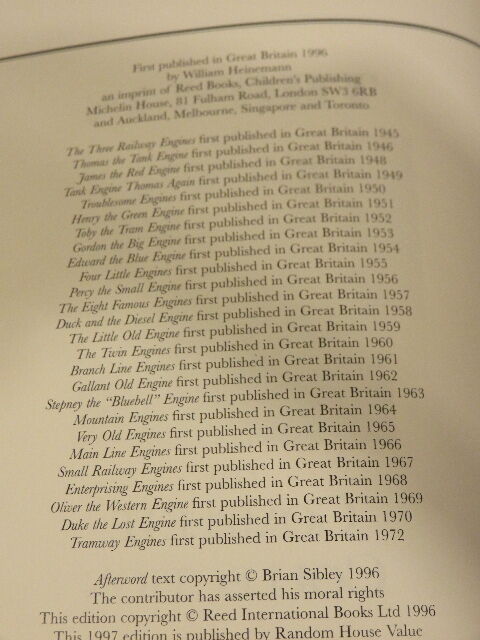 First published in Great Britain 1996
by William Heinemann
an imprint of Reed Books, Children's Publishing
Michelin House, 81 Fulham Road, London SW3 6RB
and Auckland, Melbourne, Singapore and Toronto
The Three Railway Engines first published in Great Britain 1945
Thomas the Tank Engine first published in Great Britain 1946
James the Red Engine first published in Great Britain 1948
Tank Engine Thomas Again first published in Great Britain 1949
Troublesome Engines first published in Great Britain 1950
Henry the Green Engine first published in Great Britain 1951
Toby the Tram Engine first published in Great Britain 1952
Gordon the Big Engine first published in Great Britain 1953
Edward the Blue Engine first published in Great Britain 1954
Four Little Engines first published in Great Britain 1955
Percy the Small Engine first published in Great Britain 1956
The Eight Famous Engines first published in Great Britain 1957
Duck and the Diesel Engine first published in Great Britain 1958
The Little Old Engine first published in Great Britain 1959
The Twin Engines first published in Great Britain 1960
Branch Line Engines first published in Great Britain 1961
Gallant Old Engine first published in Great Britain 1962
Stepney the "Bluebell" Engine first published in Great Britain 1963
Mountain Engines first published in Great Britain 1964
Very Old Engines first published in Great Britain 1965
Main Line Engines first published in Great Britain 1966
Small Railway Engines first published in Great Britain 1967
Enterprising Engines first published in Great Britain 1968
Oliver the Western Engine first published in Great Britain 1969
Duke the Lost Engine first published in Great Britain 1970
Tramway Engines first published in Great Britain 1972
Afterword text copyright © Brian Sibley 1996
The contributor has asserted his moral rights
This edition copyright © Reed International Books Ltd 1996
This 1997 edition is published by Random House Value